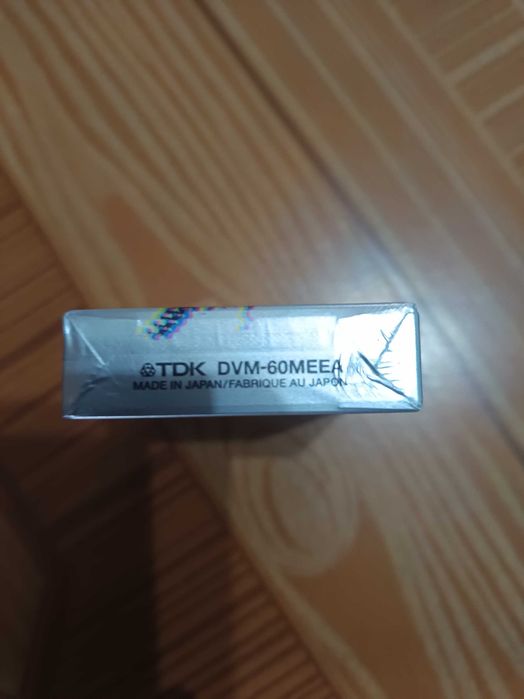 TDK DVM-60MEEA
MADE IN JAPAN/FABRIQUE AU JAPON